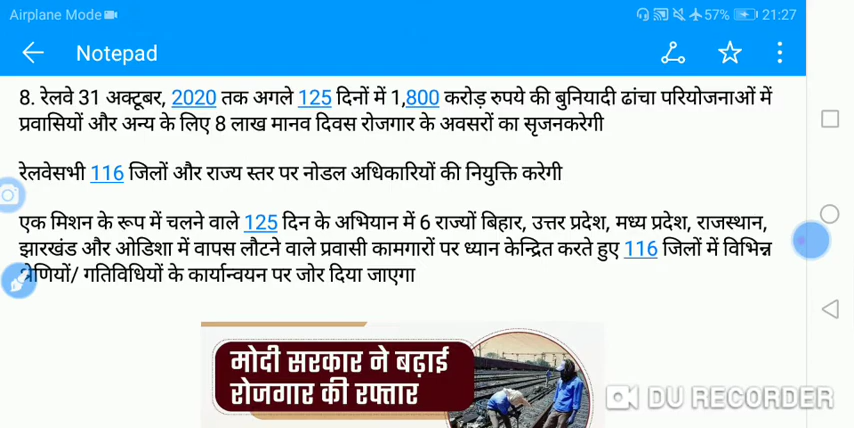 Airplane Mode
57%
21:27
Notepad
8. रेलवे 31 अक्टूबर, 2020 तक अगले 125 दिनों में 1,800 करोड़ रुपये की बुनियादी ढांचा परियोजनाओं में
प्रवासियों और अन्य के लिए 8 लाख मानव दिवस रोजगार के अवसरों का सृजनकरेगी
रेलवेसभी 116 जिलों और राज्य स्तर पर नोडल अधिकारियों की नियुक्ति करेगी
एक मिशन के रूप में चलने वाले 125 दिन के अभियान में 6 राज्यों बिहार, उत्तर प्रदेश, मध्य प्रदेश, राजस्थान,
झारखंड और ओडिशा में वापस लौटने वाले प्रवासी कामगारों पर ध्यान केन्द्रित करते हुए 116 जिलों में विभिन्न
श्रेणियों/ गतिविधियों के कार्यान्वयन पर जोर दिया जाएगा
मोदी सरकार ने बढ़ाई
रोजगार की रफ्तार
DU RECORDER